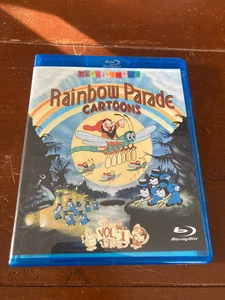 Rainbow Parade
CARTOONS
VOL. 1
Blu-ray Disc